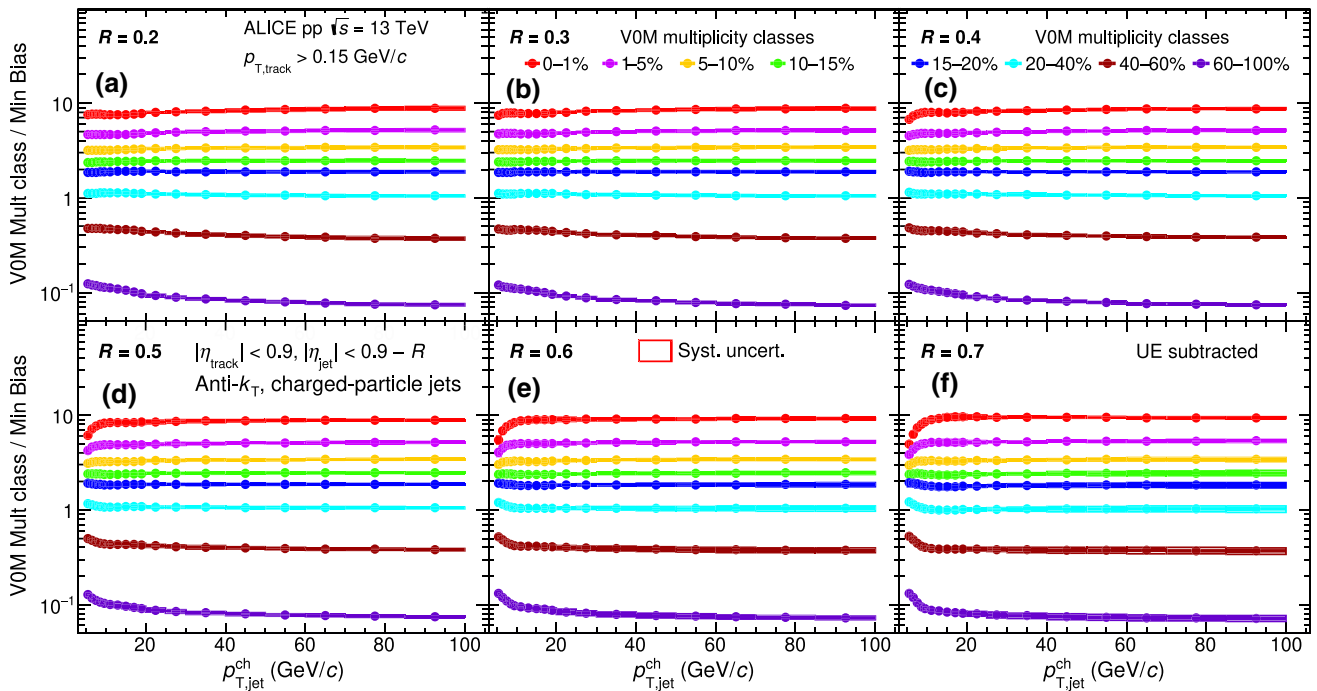 R = 0.2
ALICE pp √s = 13 TeV
p_T,track > 0.15 GeV/c
(a)
R = 0.3
V0M multiplicity classes
0–1% 1–5% 5–10% 10–15%
(b)
R = 0.4
V0M multiplicity classes
15–20% 20–40% 40–60% 60–100%
(c)
V0M Mult class / Min Bias
10
1
10⁻¹
R = 0.5
|η_track| < 0.9, |η_jet| < 0.9 – R
(d)
Anti-k_T, charged-particle jets
R = 0.6
Syst. uncert.
(e)
R = 0.7
UE subtracted
(f)
V0M Mult class / Min Bias
10
1
10⁻¹
20 40 60 80 100
20 40 60 80 100
20 40 60 80 100
p^ch_T,jet (GeV/c)
p^ch_T,jet (GeV/c)
p^ch_T,jet (GeV/c)